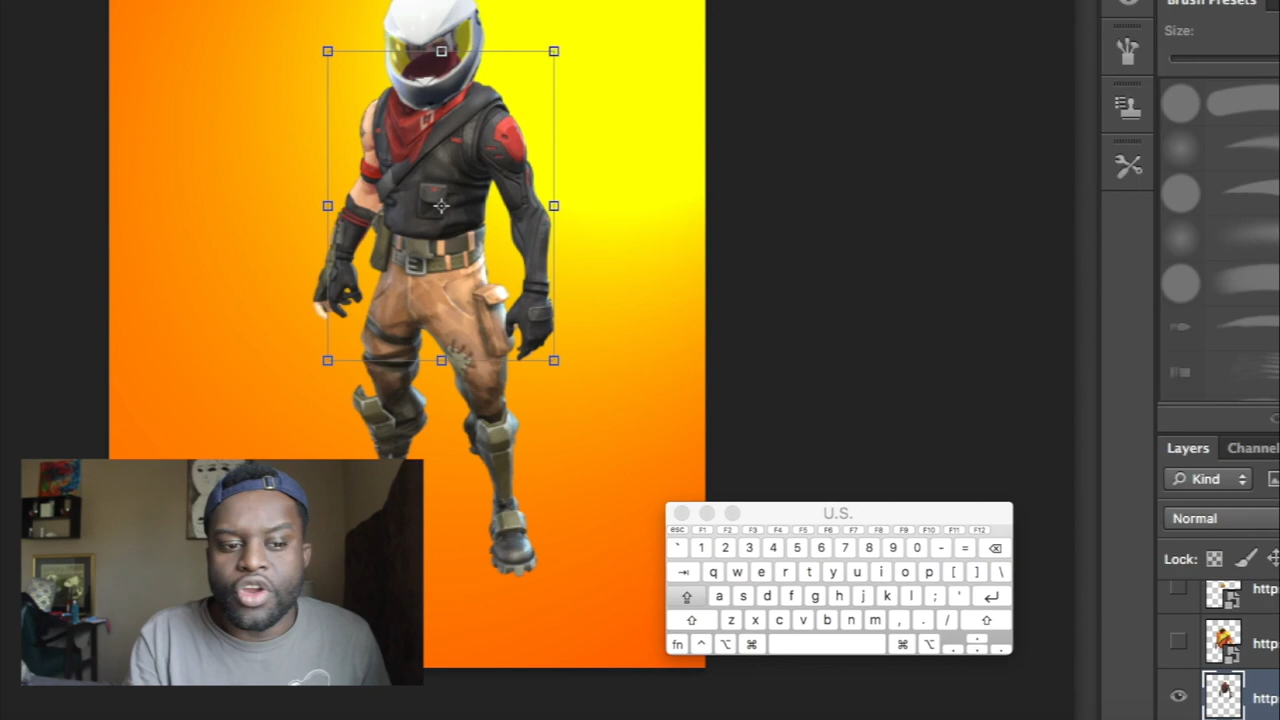 Brush Presets
Size:
Layers
Channel
Kind
Normal
Lock:
http
http
http
U.S.
esc F1 F2 F3 F4 F5 F6 F7 F8 F9 F10 F11 F12
` 1 2 3 4 5 6 7 8 9 0 - =
q w e r t y u i o p [ ] \
a s d f g h j k l ; '
z x c v b n m , . /
fn ^ ⌥ ⌘ ⌘ ⌥